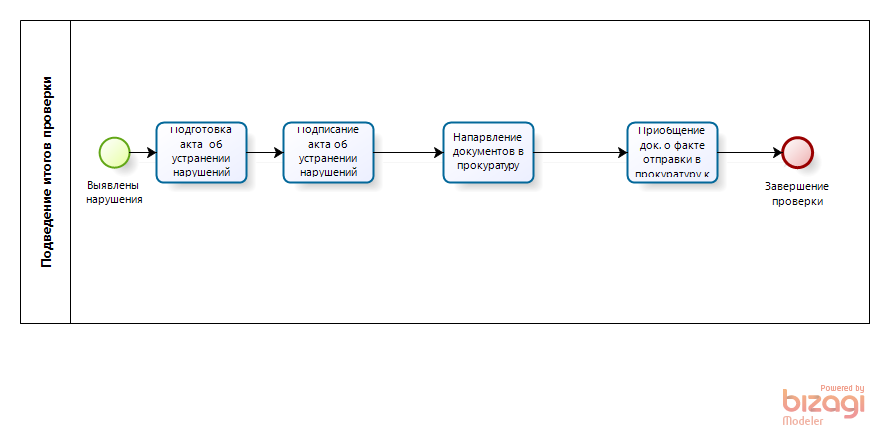 Подведение итогов проверки
Выявлены
нарушения
Подготовка
акта об
устранении
нарушений
Подписание
акта об
устранении
нарушений
Напарвление
документов в
прокуратуру
Приобщение
док. о факте
отправки в
прокуратуру к
Завершение
проверки
Powered by
bizagi
Modeler